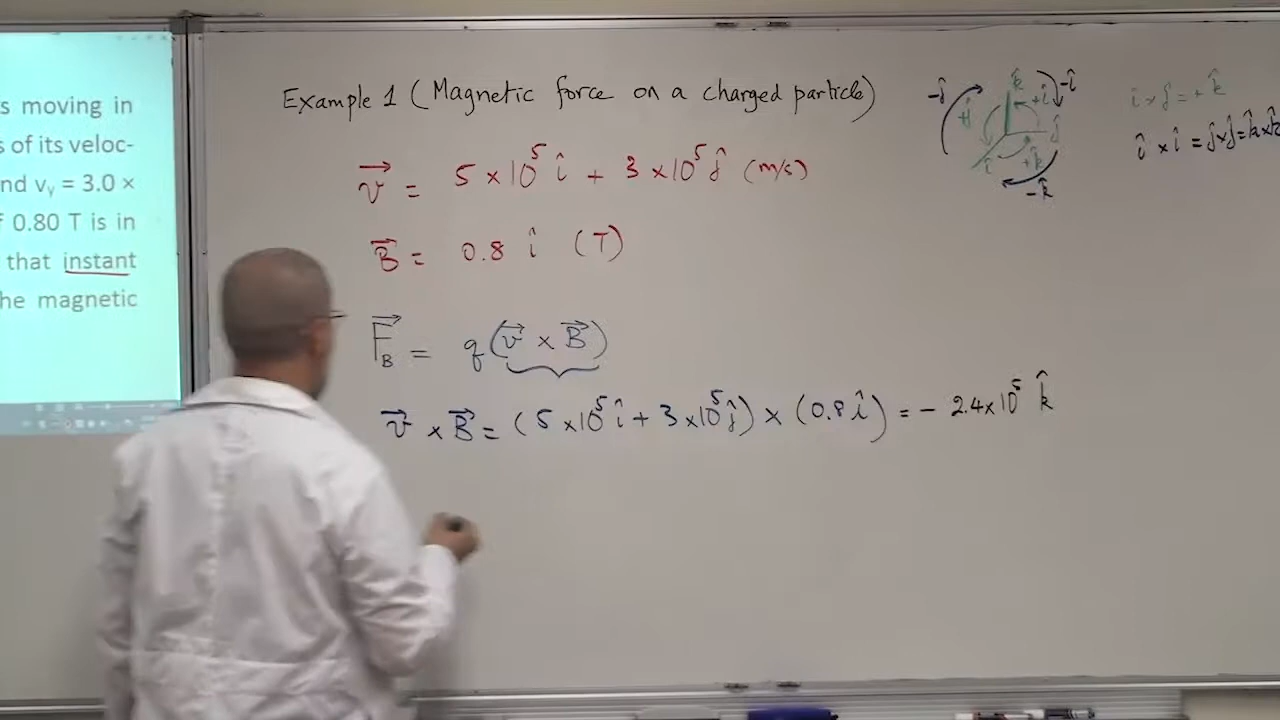 s moving in
s of its veloc-
nd vᵧ = 3.0 ×
f 0.80 T is in
that instant
he magnetic
Example 1 (Magnetic force on a charged particle)
v⃗ = 5×10⁵ î + 3×10⁵ ĵ (m/s)
B⃗ = 0.8 î (T)
F⃗_B = q(v⃗ × B⃗)
v⃗ × B⃗ = (5×10⁵ î + 3×10⁵ ĵ) × (0.8 î) = - 2.4×10⁵ k̂
-ĵ
+ĵ
k̂
+î
-î
ĵ
î
+k̂
-k̂
î × ĵ = + k̂
î × î = ĵ×ĵ = k̂×k̂